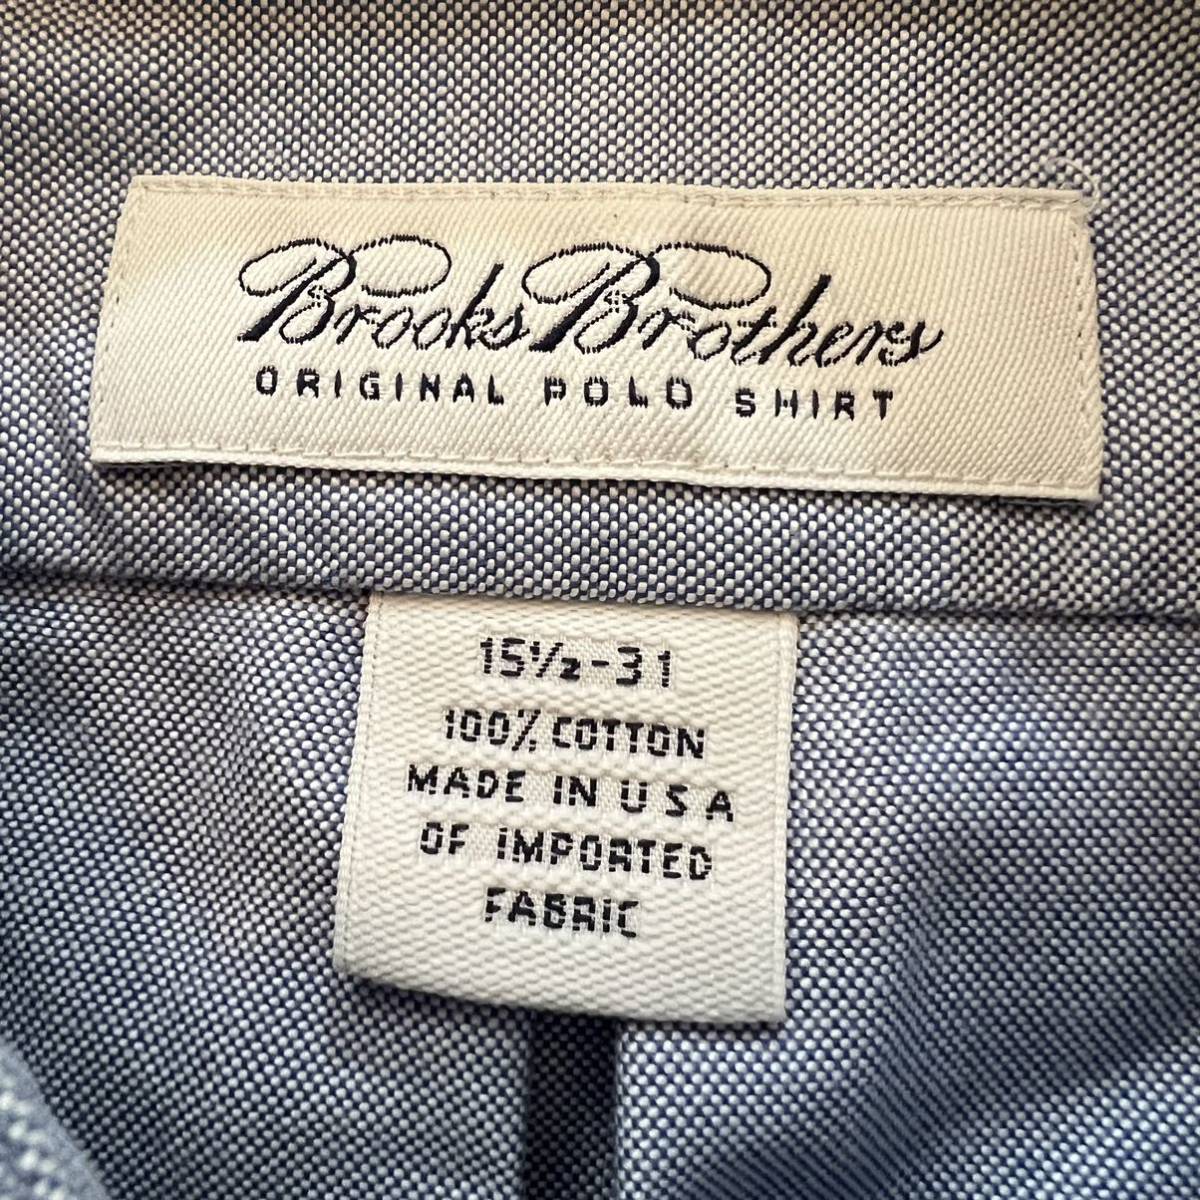 Brooks Brothers
ORIGINAL POLO SHIRT
15½-31
100% COTTON
MADE IN U S A
OF IMPORTED
FABRIC